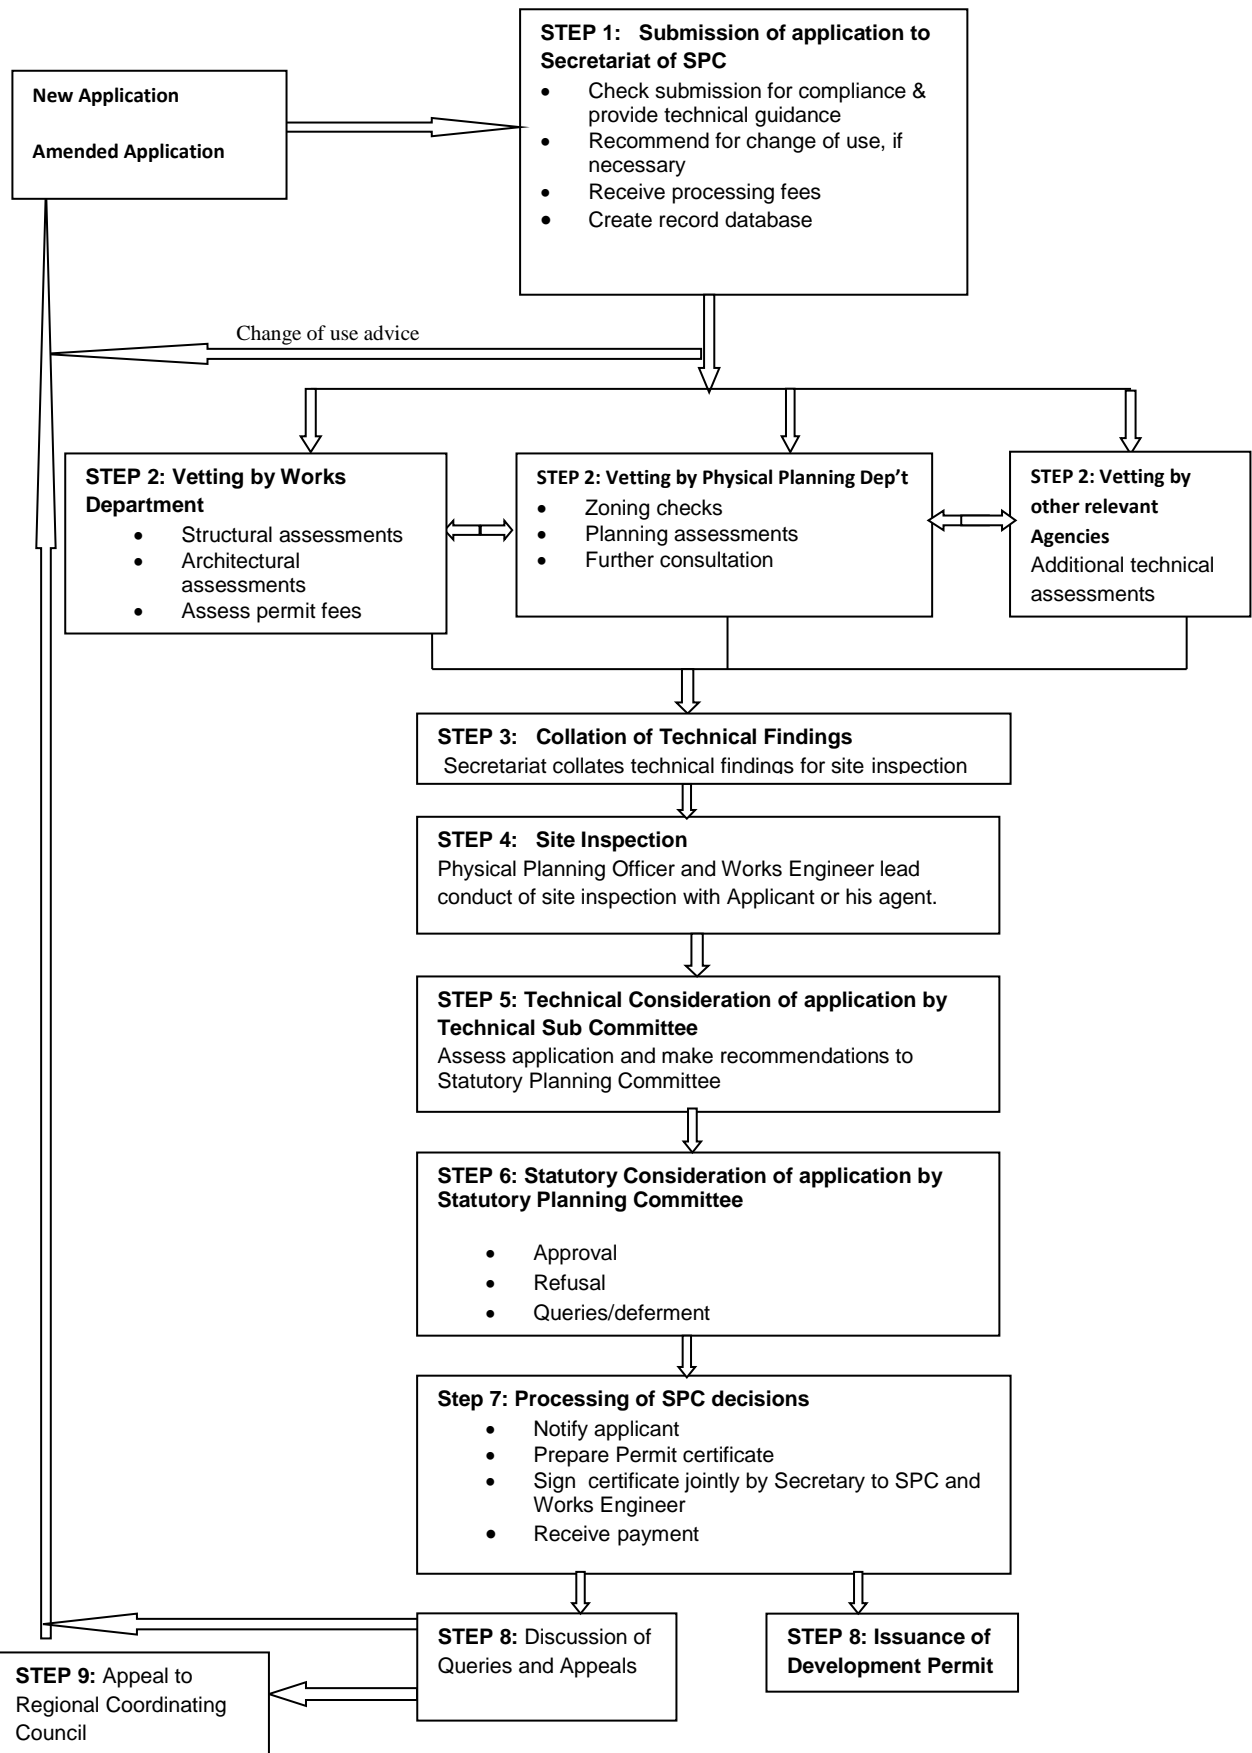 New Application
Amended Application
STEP 1: Submission of application to
Secretariat of SPC
• Check submission for compliance &
provide technical guidance
• Recommend for change of use, if
necessary
• Receive processing fees
• Create record database
Change of use advice
STEP 2: Vetting by Works
Department
• Structural assessments
• Architectural
assessments
• Assess permit fees
STEP 2: Vetting by Physical Planning Dep't
• Zoning checks
• Planning assessments
• Further consultation
STEP 2: Vetting by
other relevant
Agencies
Additional technical
assessments
STEP 3: Collation of Technical Findings
Secretariat collates technical findings for site inspection
STEP 4: Site Inspection
Physical Planning Officer and Works Engineer lead
conduct of site inspection with Applicant or his agent.
STEP 5: Technical Consideration of application by
Technical Sub Committee
Assess application and make recommendations to
Statutory Planning Committee
STEP 6: Statutory Consideration of application by
Statutory Planning Committee
• Approval
• Refusal
• Queries/deferment
Step 7: Processing of SPC decisions
• Notify applicant
• Prepare Permit certificate
• Sign certificate jointly by Secretary to SPC and
Works Engineer
• Receive payment
STEP 8: Discussion of
Queries and Appeals
STEP 8: Issuance of
Development Permit
STEP 9: Appeal to
Regional Coordinating
Council